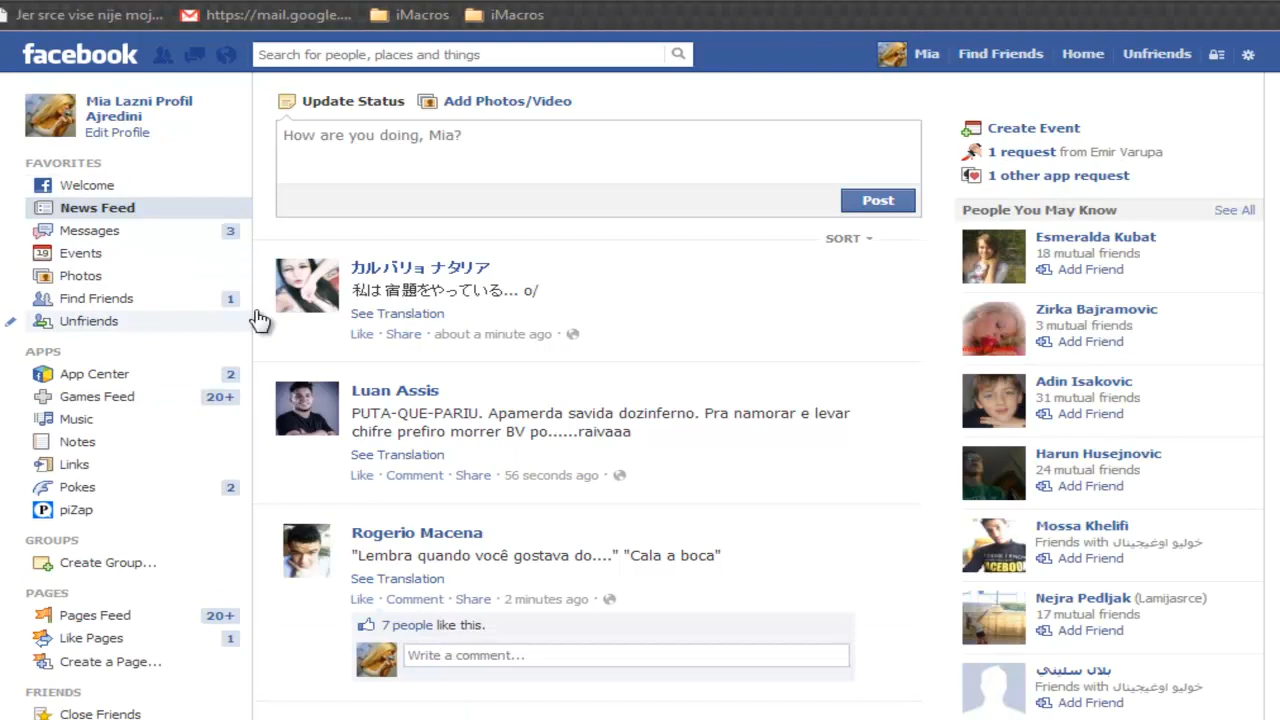 Jer srce vise nije moj...
https://mail.google....
iMacros
iMacros
facebook
Search for people, places and things
Mia
Find Friends
Home
Unfriends
Mia Lazni Profil
Ajredini
Edit Profile
FAVORITES
Welcome
News Feed
Messages 3
19 Events
Photos
Find Friends 1
Unfriends
APPS
App Center 2
Games Feed 20+
Music
Notes
Links
Pokes 2
P piZap
GROUPS
Create Group...
PAGES
Pages Feed 20+
Like Pages 1
Create a Page...
FRIENDS
Close Friends
Update Status Add Photos/Video
How are you doing, Mia?
Post
SORT
カルバリョ ナタリア
私は 宿題をやっている... o/
See Translation
Like · Share · about a minute ago ·
Luan Assis
PUTA-QUE-PARIU. Apamerda savida dozinferno. Pra namorar e levar
chifre prefiro morrer BV po......raivaaa
See Translation
Like · Comment · Share · 56 seconds ago ·
Rogerio Macena
"Lembra quando você gostava do...." "Cala a boca"
See Translation
Like · Comment · Share · 2 minutes ago ·
7 people like this.
Write a comment...
Create Event
1 request from Emir Varupa
1 other app request
People You May Know See All
Esmeralda Kubat
18 mutual friends
Add Friend
Zirka Bajramovic
3 mutual friends
Add Friend
Adin Isakovic
31 mutual friends
Add Friend
Harun Husejnovic
24 mutual friends
Add Friend
Mossa Khelifi
Friends with خوليو اوغيجينال
Add Friend
Nejra Pedljak (Lamijasrce)
17 mutual friends
Add Friend
بلال سليتي
Friends with خوليو اوغيجينال
Add Friend